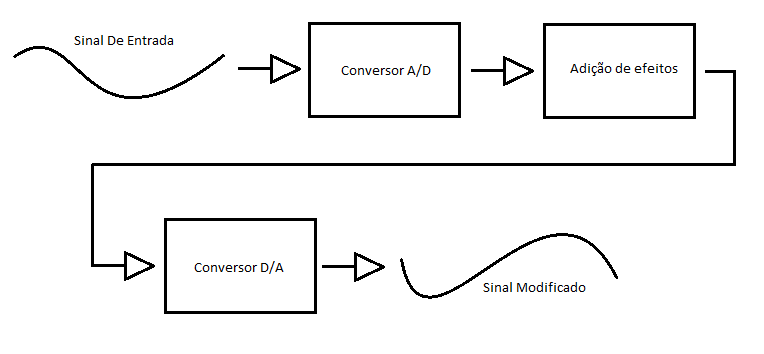 Sinal De Entrada
Conversor A/D
Adição de efeitos
Conversor D/A
Sinal Modificado